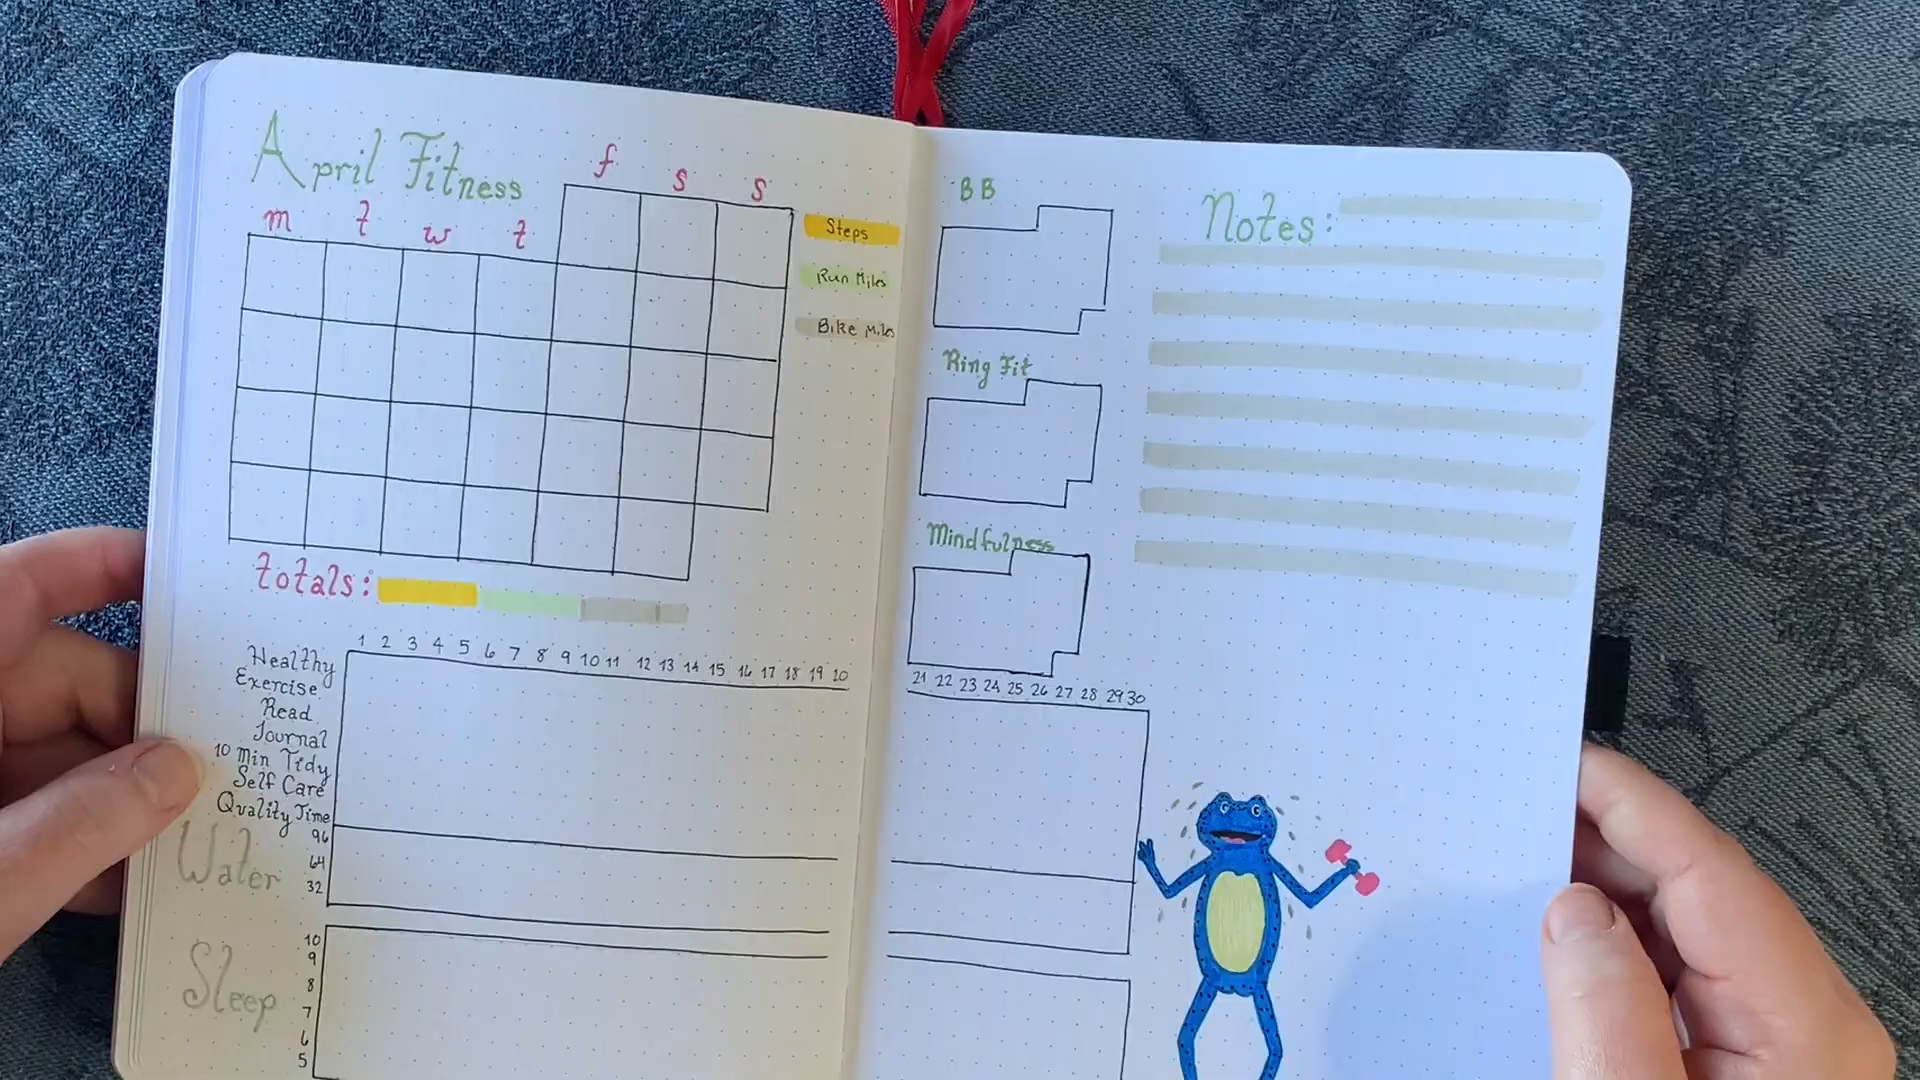 April Fitness
m t w t f s s
Steps
Run Miles
Bike Miles
totals:
1 2 3 4 5 6 7 8 9 10 11 12 13 14 15 16 17 18 19 20
Healthy
Exercise
Read
Journal
10 Min Tidy
Self Care
Quality Time
Water
96
64
32
Sleep
10
9
8
7
6
5
BB
Ring Fit
Mindfulness
21 22 23 24 25 26 27 28 29 30
Notes: